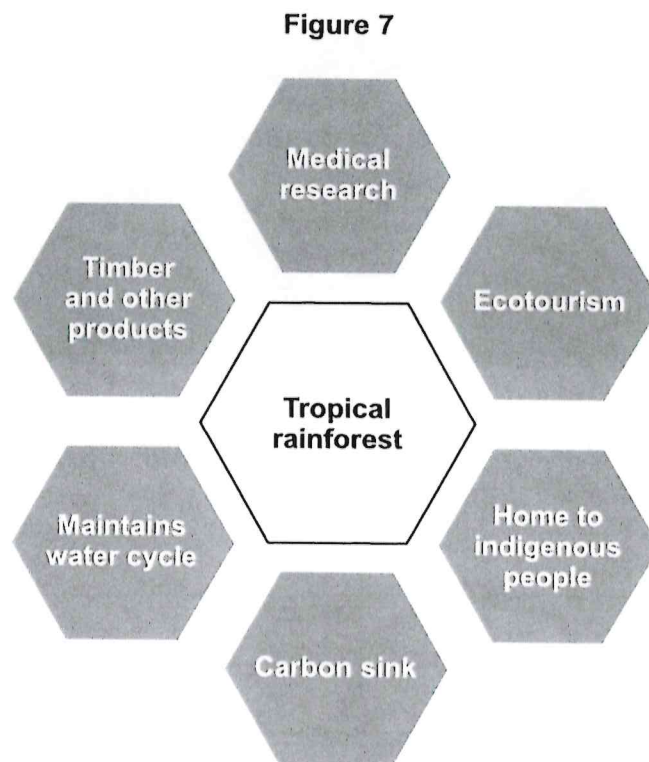 Figure 7
Medical
research
Timber
and other
products
Ecotourism
Tropical
rainforest
Maintains
water cycle
Home to
indigenous
people
Carbon sink